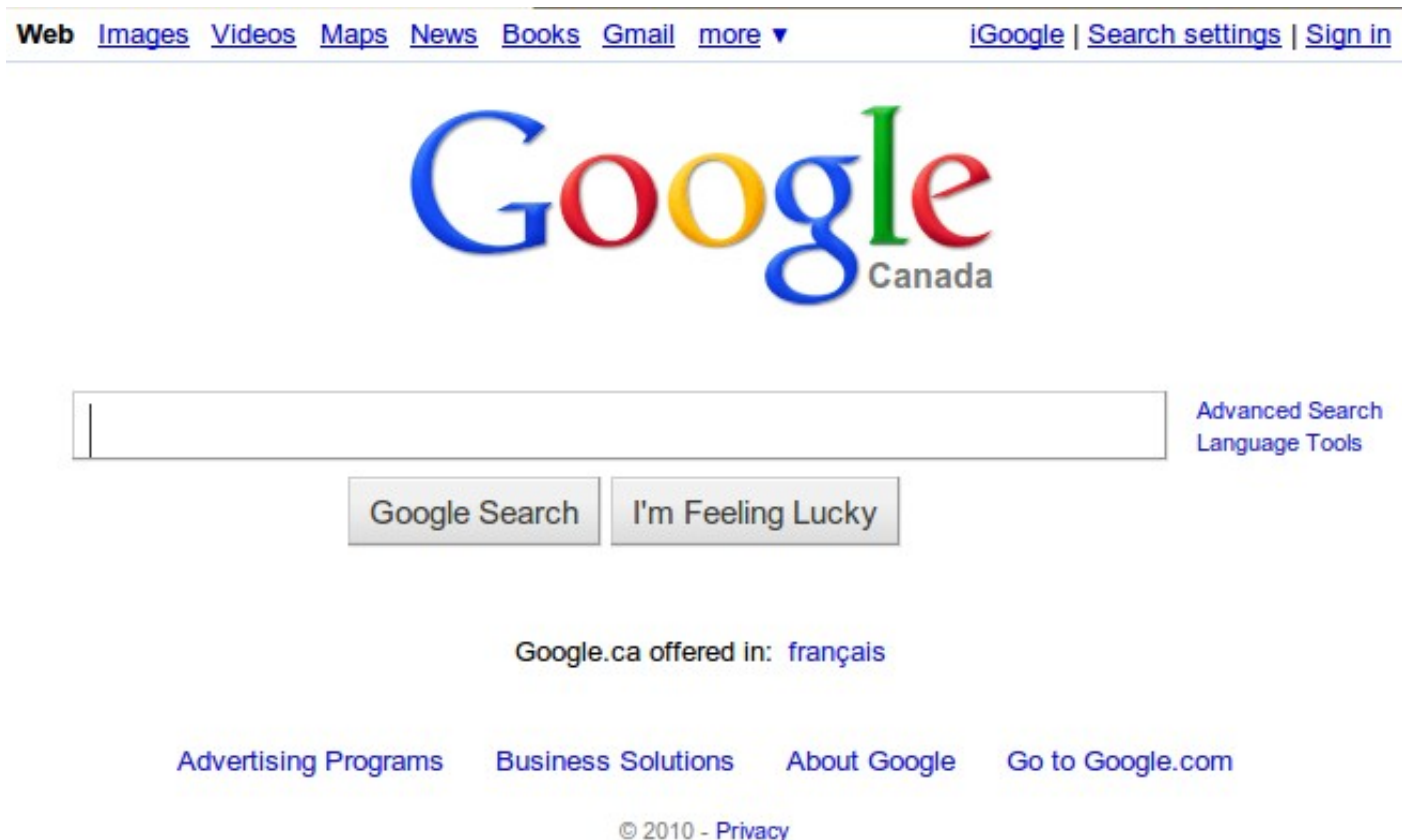 Web Images Videos Maps News Books Gmail more ▼ iGoogle | Search settings | Sign in
Google
Canada
Advanced Search
Language Tools
Google Search I'm Feeling Lucky
Google.ca offered in: français
Advertising Programs Business Solutions About Google Go to Google.com
© 2010 - Privacy